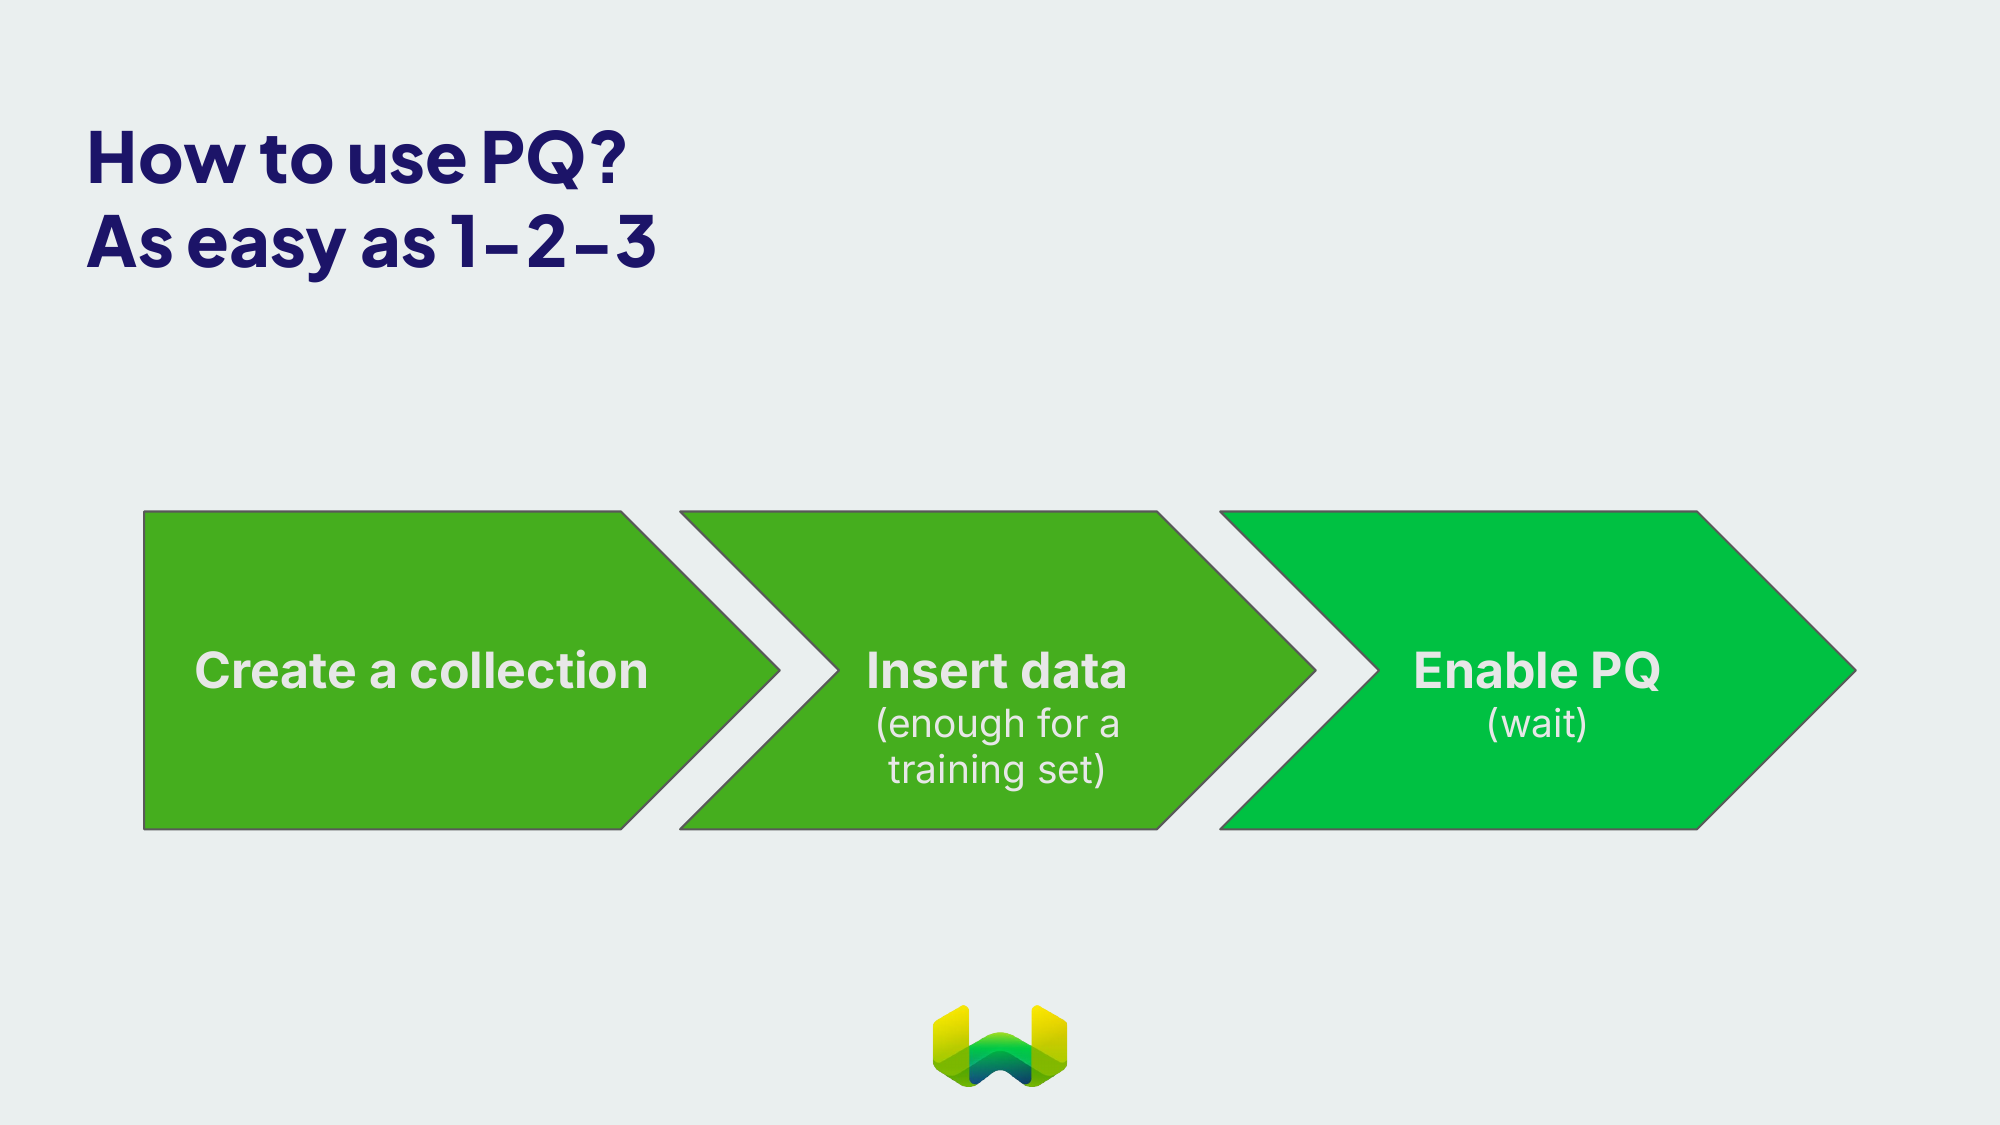 How to use PQ?
As easy as 1–2–3
Create a collection
Insert data
(enough for a
training set)
Enable PQ
(wait)